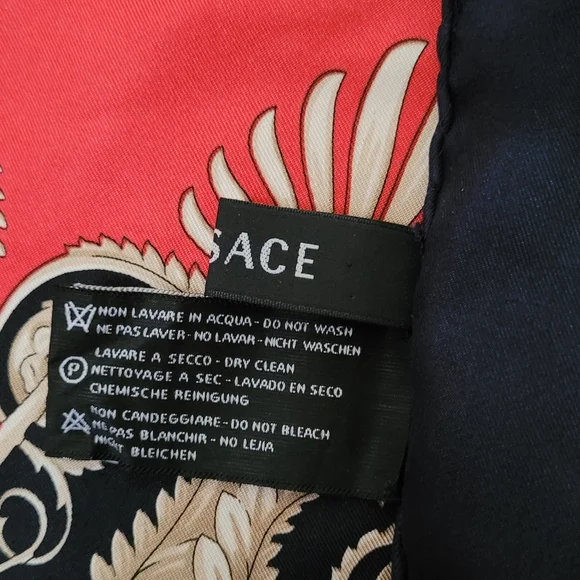 SACE
NON LAVARE IN ACQUA - DO NOT WASH
NE PAS LAVER - NO LAVAR - NICHT WASCHEN
P
LAVARE A SECCO - DRY CLEAN
NETTOYAGE A SEC - LAVADO EN SECO
CHEMISCHE REINIGUNG
NON CANDEGGIARE - DO NOT BLEACH
NE PAS BLANCHIR - NO LEJIA
NICHT BLEICHEN